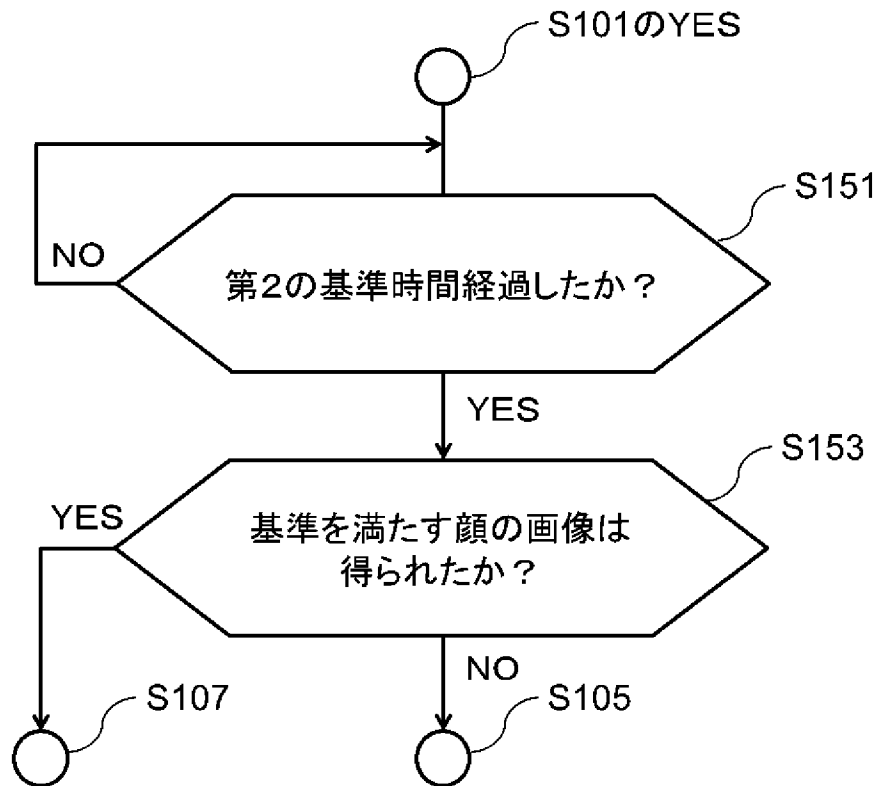 S101のYES
S151
NO
第2の基準時間経過したか?
YES
S153
YES
基準を満たす顔の画像は
得られたか?
NO
S107
S105